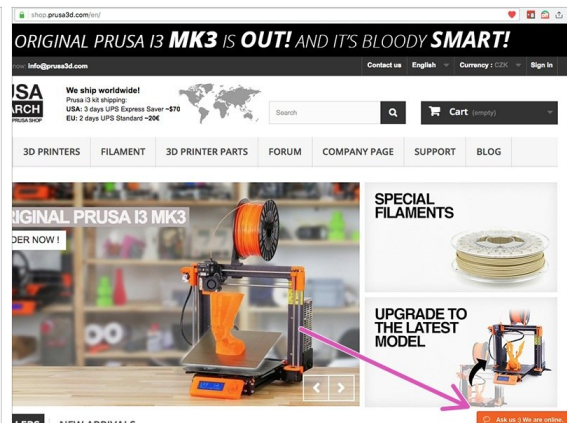 shop.prusa3d.com/en/
ORIGINAL PRUSA I3 MK3 IS OUT! AND IT'S BLOODY SMART!
now: info@prusa3d.com
Contact us English Currency : CZK Sign in
USA
ARCH
PRUSA SHOP
We ship worldwide!
Prusa i3 kit shipping:
USA: 3 days UPS Express Saver ~$70
EU: 2 days UPS Standard ~20€
Search
Cart (empty)
3D PRINTERS FILAMENT 3D PRINTER PARTS FORUM COMPANY PAGE SUPPORT BLOG
RIGINAL PRUSA I3 MK3
DER NOW !
SPECIAL
FILAMENTS
UPGRADE TO
THE LATEST
MODEL
NEW ARRIVALS
Ask us :) We are online.